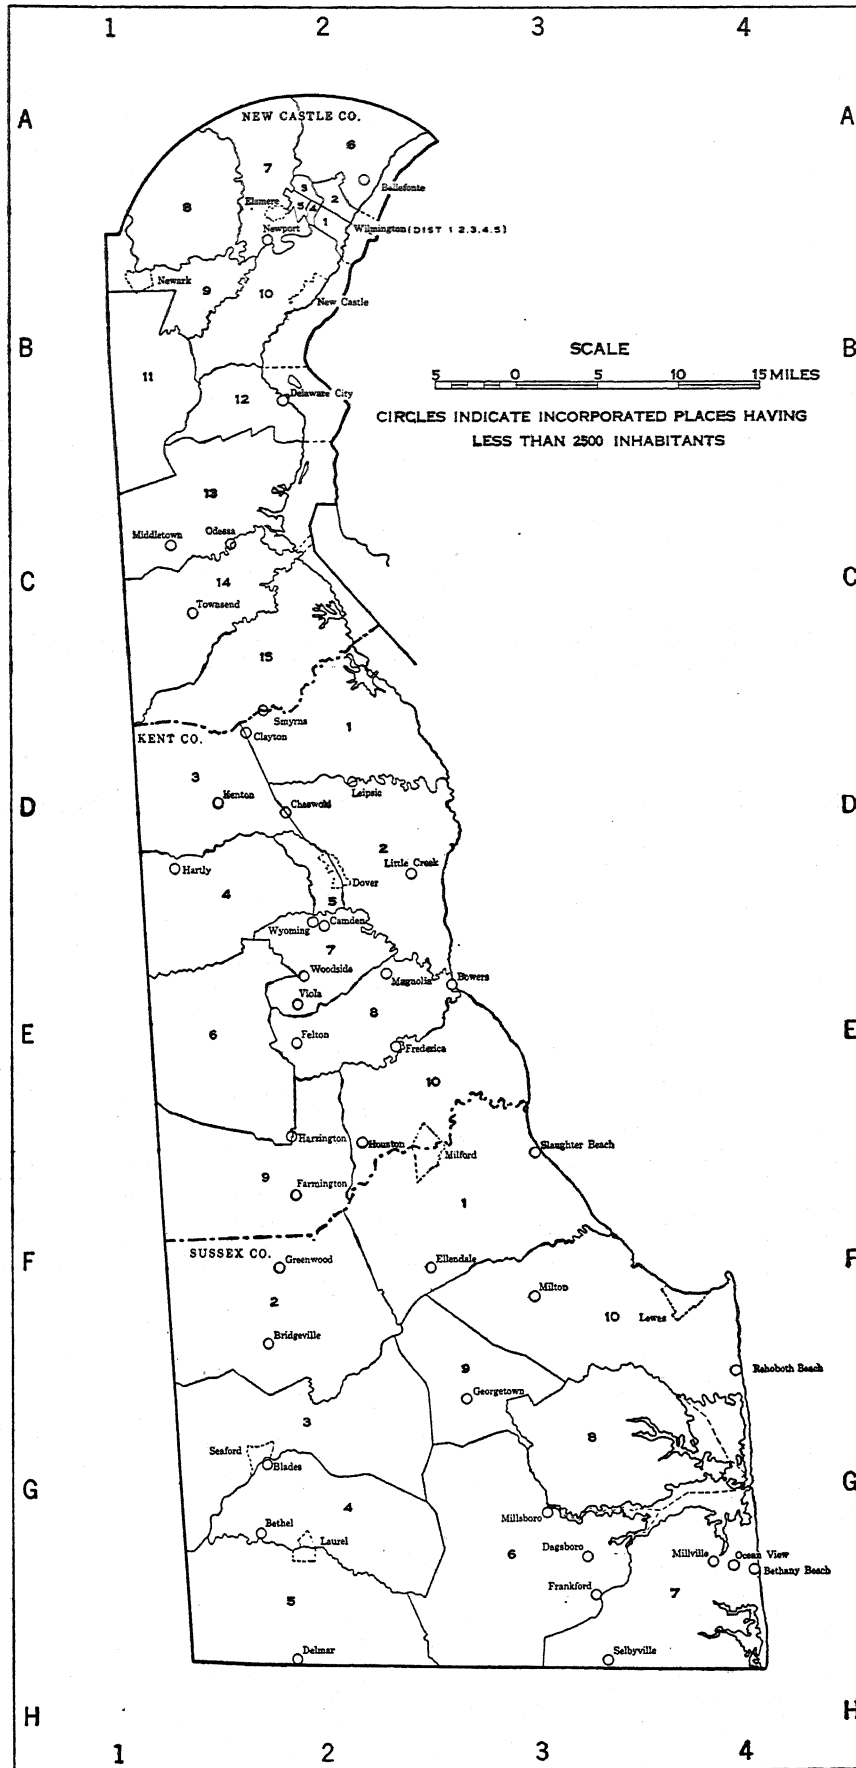 1 2 3 4
A A
NEW CASTLE CO.
6
7
Bellefonte
3
8
Elsmere 5 4 2
1
Wilmington (DIST 1 2.3.4.5)
Newport
Newark
9
10
New Castle
B B
SCALE
11
5 0 5 10 15 MILES
12
Delaware City
CIRCLES INDICATE INCORPORATED PLACES HAVING
LESS THAN 2500 INHABITANTS
13
Middletown
Odessa
C C
14
Townsend
15
Smyrna
1
KENT CO.
Clayton
3
Kenton
Leipsic
Cheswold
D D
2
Hartly
Little Creek
4
Dover
5
Wyoming
Camden
7
Woodside
Magnolia
Bowers
Viola
8
E E
6
Felton
Frederica
10
Harrington
Houston
Milford
Slaughter Beach
9
Farmington
1
SUSSEX CO.
F F
Greenwood
Ellendale
Milton
2
10
Lewes
Bridgeville
9
Rehoboth Beach
Georgetown
3
8
Seaford
Blades
G G
4
Millsboro
Bethel
Laurel
6
Dagsboro
Millville
Ocean View
Bethany Beach
Frankford
7
5
Delmar
Selbyville
H H
1 2 3 4